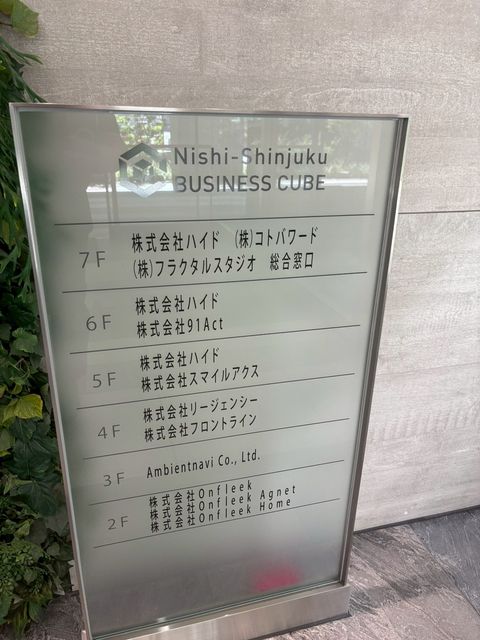 Nishi-Shinjuku
BUSINESS CUBE
7F 株式会社ハイド (株)コトバワード
(株)フラクタルスタジオ 総合窓口
6F 株式会社ハイド
株式会社91Act
5F 株式会社ハイド
株式会社スマイルアクス
4F 株式会社リージェンシー
株式会社フロントライン
3F Ambientnavi Co., Ltd.
2F 株式会社Onfleek
株式会社Onfleek Agnet
株式会社Onfleek Home